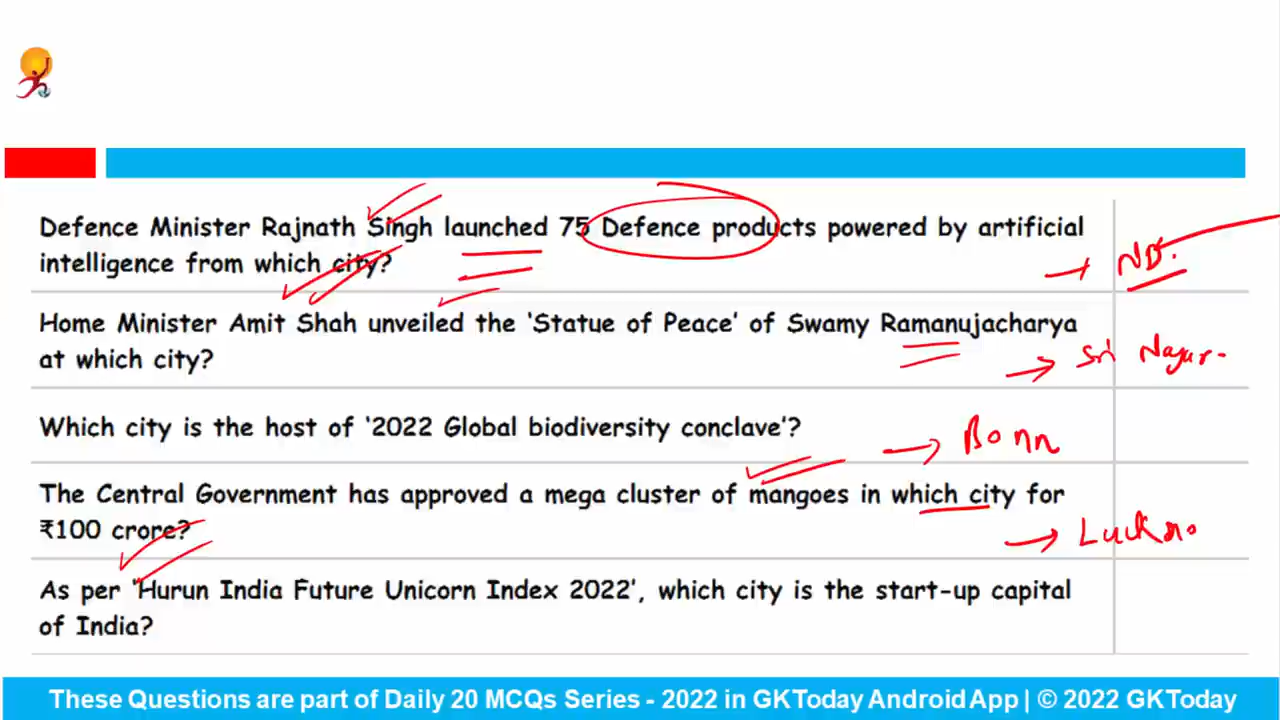 Defence Minister Rajnath Singh launched 75 Defence products powered by artificial
intelligence from which city?
→ ND.
Home Minister Amit Shah unveiled the ‘Statue of Peace’ of Swamy Ramanujacharya
at which city?
→ Sri Nagar
Which city is the host of ‘2022 Global biodiversity conclave’?
→ Bonn
The Central Government has approved a mega cluster of mangoes in which city for
₹100 crore?
→ Luckno
As per ‘Hurun India Future Unicorn Index 2022’, which city is the start-up capital
of India?
These Questions are part of Daily 20 MCQs Series - 2022 in GKToday Android App | © 2022 GKToday